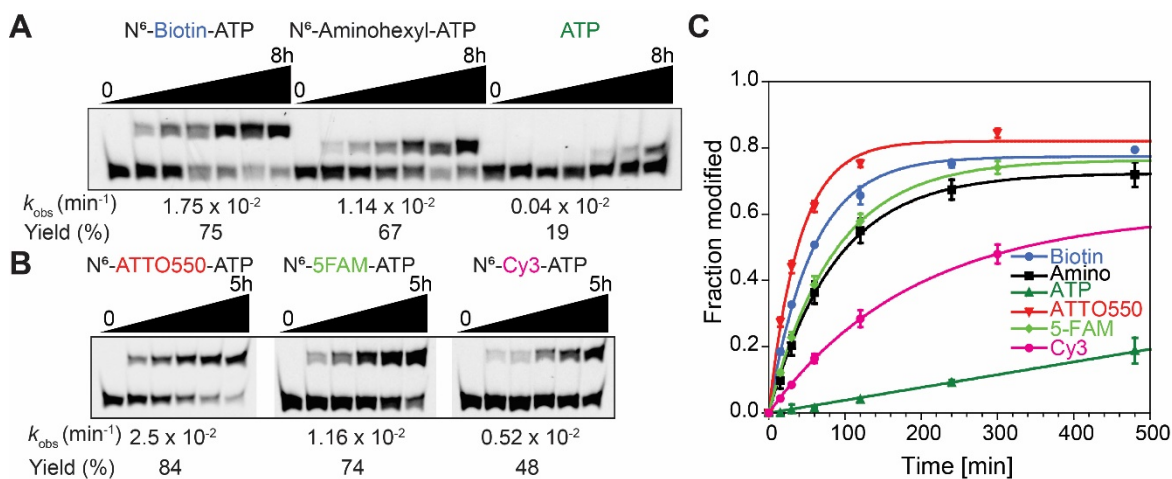 A
N⁶-Biotin-ATP N⁶-Aminohexyl-ATP ATP
0 8h 0 8h 0 8h
kobs (min⁻¹) 1.75 x 10⁻² 1.14 x 10⁻² 0.04 x 10⁻²
Yield (%) 75 67 19
B
N⁶-ATTO550-ATP N⁶-5FAM-ATP N⁶-Cy3-ATP
0 5h 0 5h 0 5h
kobs (min⁻¹) 2.5 x 10⁻² 1.16 x 10⁻² 0.52 x 10⁻²
Yield (%) 84 74 48
C
Fraction modified
1.0
0.8
0.6
0.4
0.2
0.0
Biotin
Amino
ATP
ATTO550
5-FAM
Cy3
0 100 200 300 400 500
Time [min]